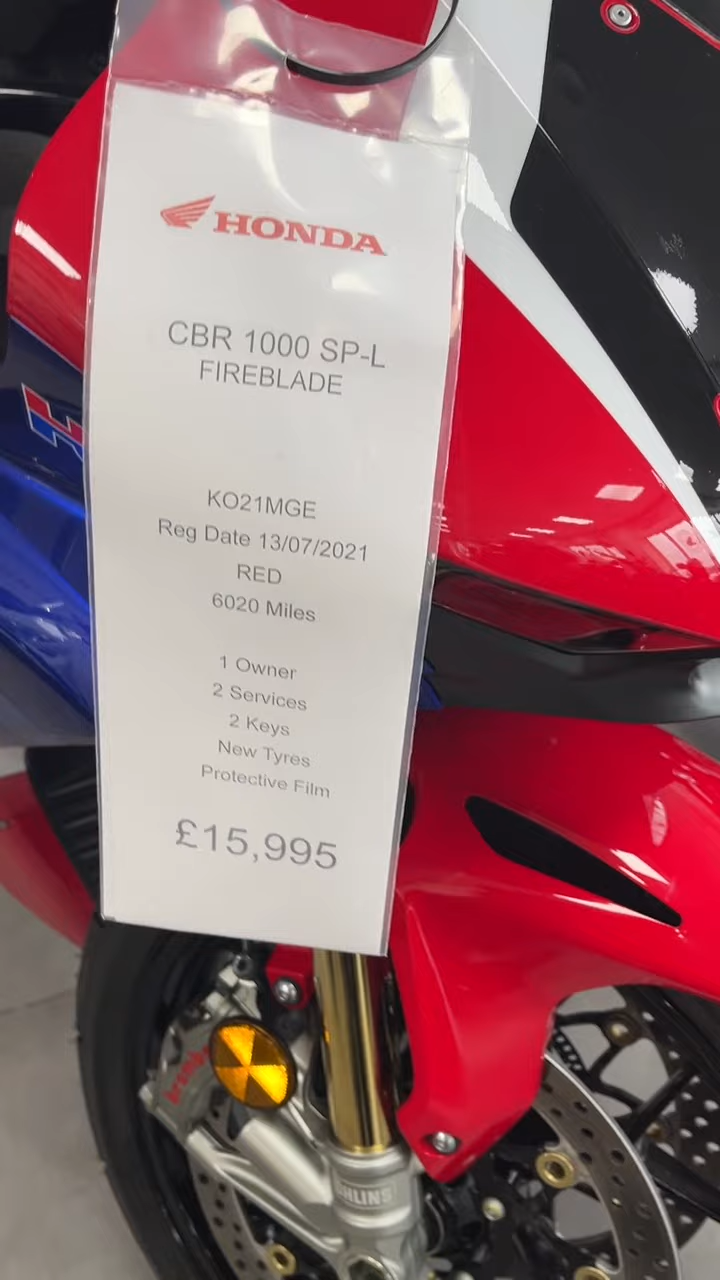 HONDA
CBR 1000 SP-L
FIREBLADE
KO21MGE
Reg Date 13/07/2021
RED
6020 Miles
1 Owner
2 Services
2 Keys
New Tyres
Protective Film
£15,995
brembo
ÖHLINS